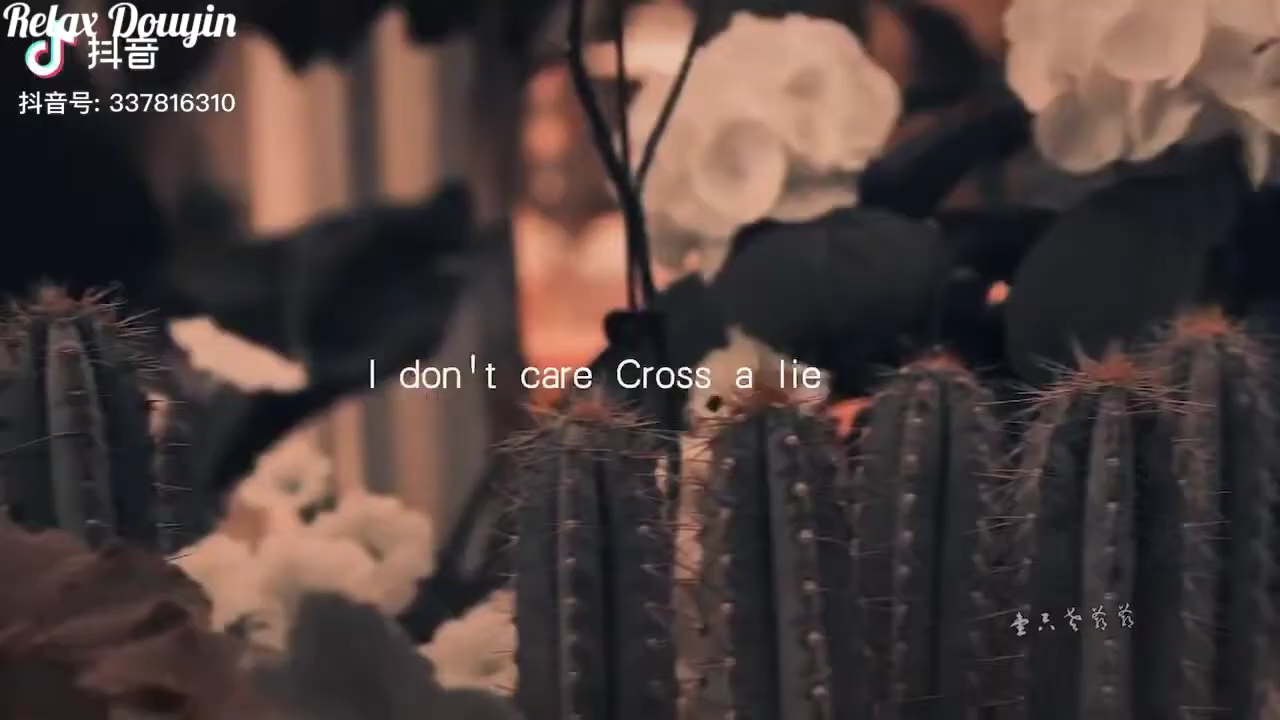 Relax Douyin
抖音
抖音号: 337816310
I don't care Cross a lie